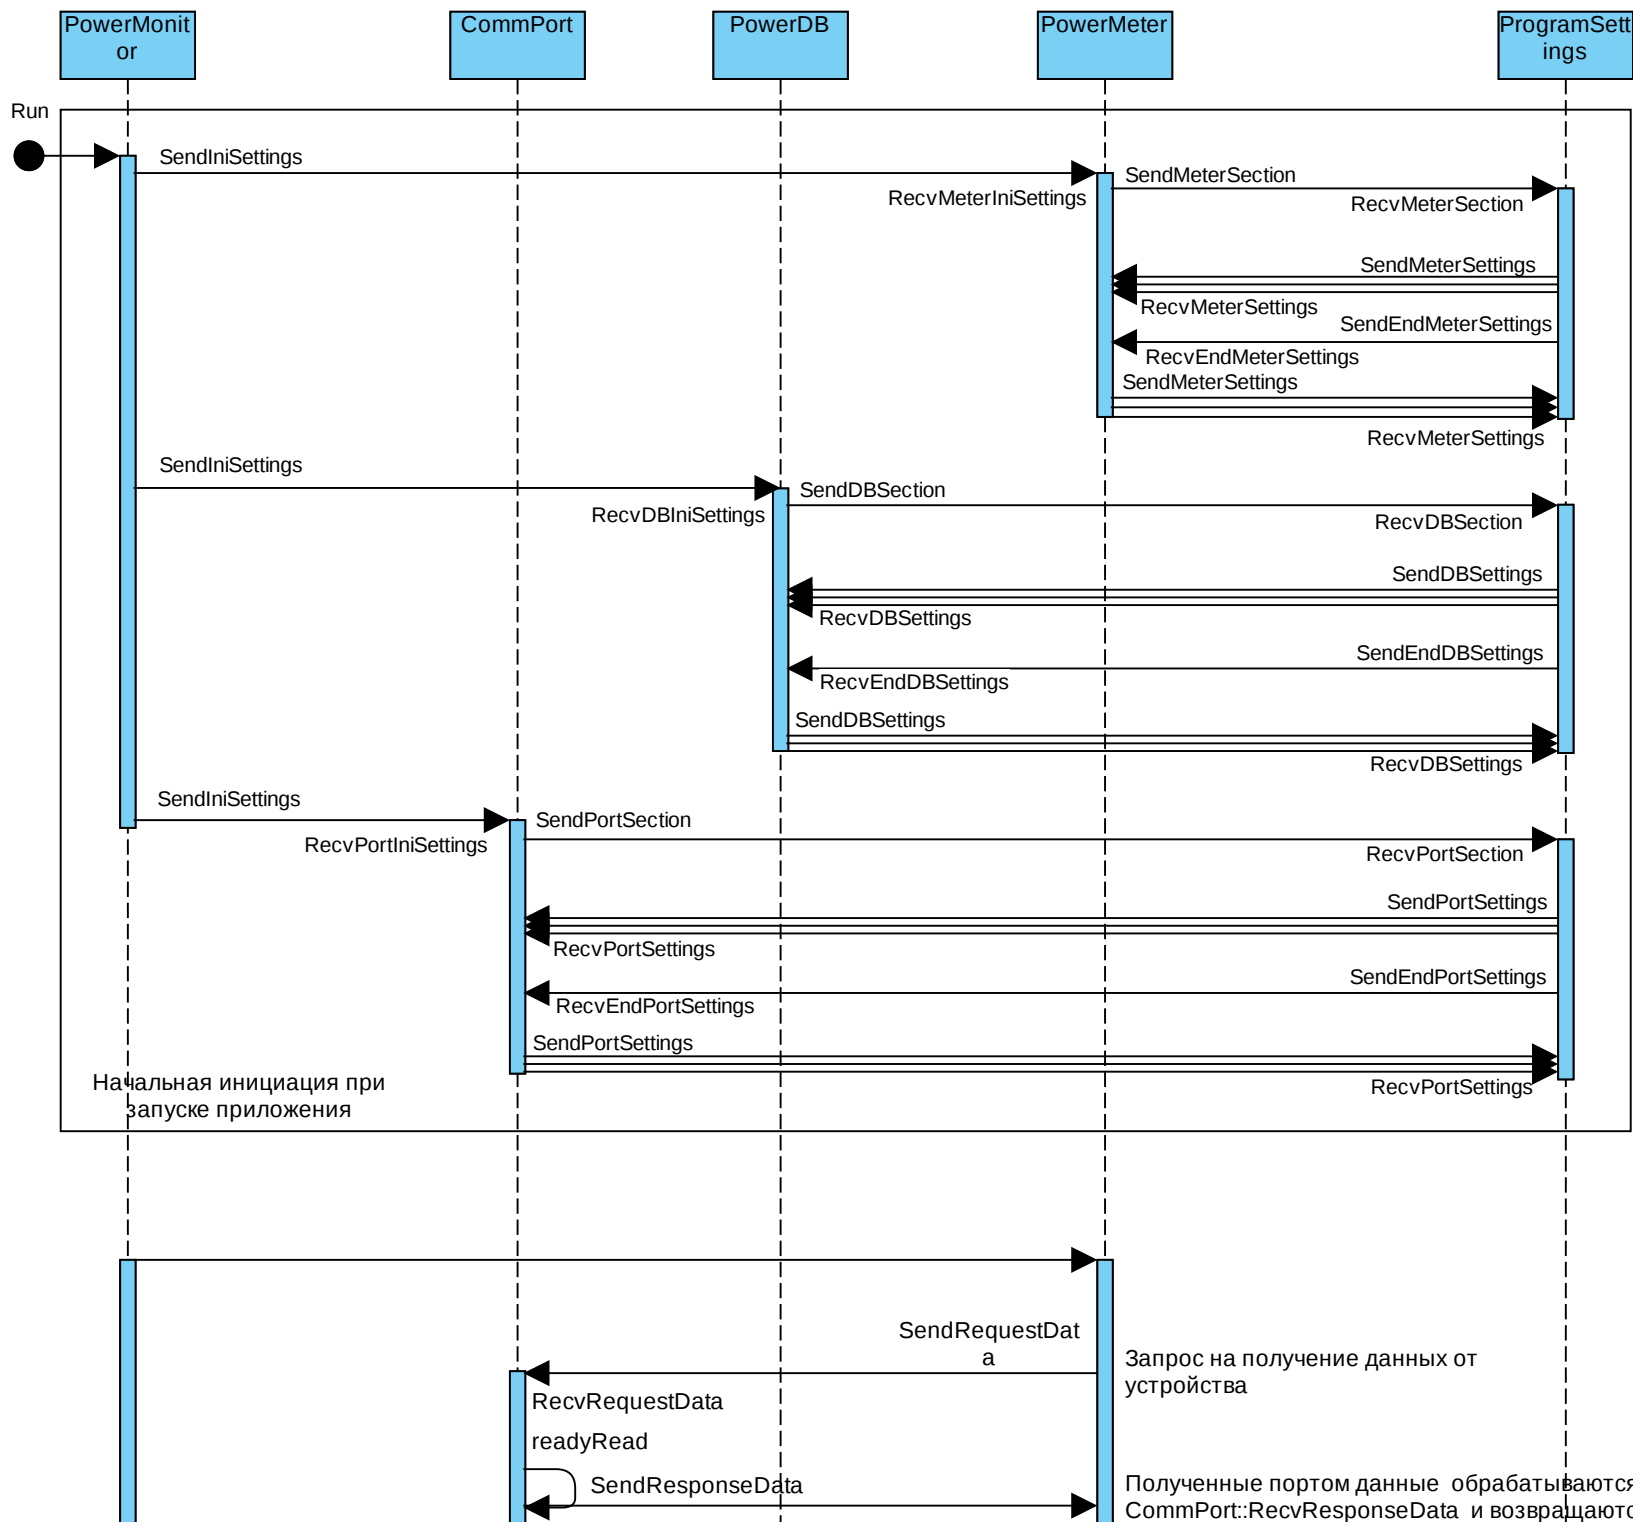 PowerMonit
or
CommPort
PowerDB
PowerMeter
ProgramSett
ings
Run
SendIniSettings
RecvMeterIniSettings
SendMeterSection
RecvMeterSection
SendMeterSettings
RecvMeterSettings
SendEndMeterSettings
RecvEndMeterSettings
SendMeterSettings
RecvMeterSettings
SendIniSettings
RecvDBIniSettings
SendDBSection
RecvDBSection
SendDBSettings
RecvDBSettings
SendEndDBSettings
RecvEndDBSettings
SendDBSettings
RecvDBSettings
SendIniSettings
RecvPortIniSettings
SendPortSection
RecvPortSection
SendPortSettings
RecvPortSettings
SendEndPortSettings
RecvEndPortSettings
SendPortSettings
RecvPortSettings
Начальная инициация при
запуске приложения
SendRequestDat
a
Запрос на получение данных от
устройства
RecvRequestData
readyRead
SendResponseData
Полученные портом данные обрабатываются
CommPort::RecvResponseData и возвращаютс